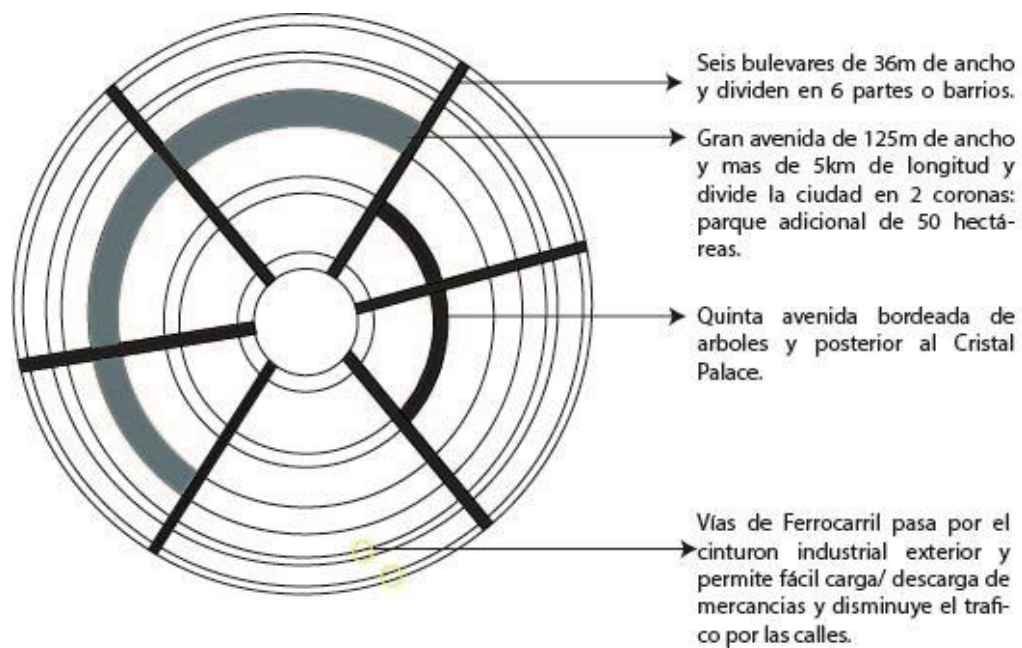 Seis bulevares de 36m de ancho
y dividen en 6 partes o barrios.
Gran avenida de 125m de ancho
y mas de 5km de longitud y
divide la ciudad en 2 coronas:
parque adicional de 50 hectá-
reas.
Quinta avenida bordeada de
arboles y posterior al Cristal
Palace.
Vías de Ferrocarril pasa por el
cinturon industrial exterior y
permite fácil carga/ descarga de
mercancias y disminuye el trafi-
co por las calles.